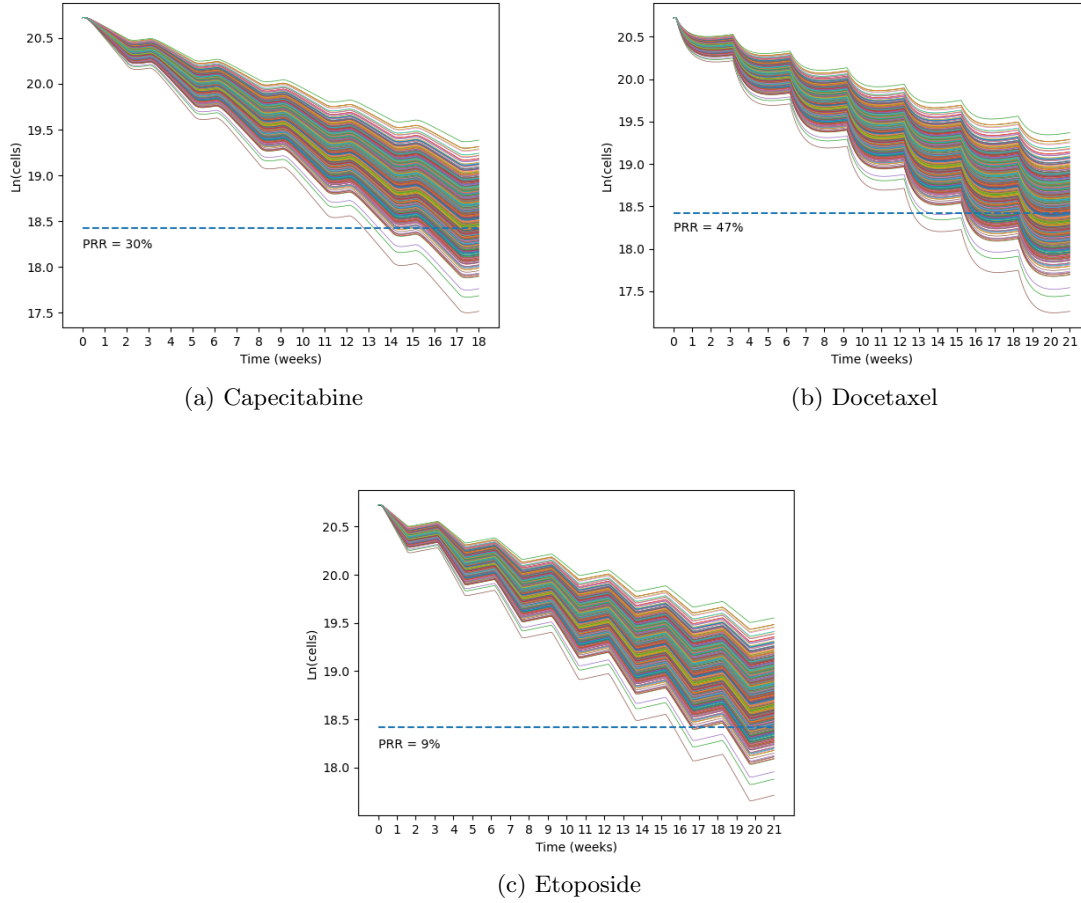 20.5
20.0
19.5
19.0
18.5
18.0
17.5
Ln(cells)
PRR = 30%
0 1 2 3 4 5 6 7 8 9 10 11 12 13 14 15 16 17 18
Time (weeks)
(a) Capecitabine
20.5
20.0
19.5
19.0
18.5
18.0
17.5
Ln(cells)
PRR = 47%
0 1 2 3 4 5 6 7 8 9 10 11 12 13 14 15 16 17 18 19 20 21
Time (weeks)
(b) Docetaxel
20.5
20.0
19.5
19.0
18.5
18.0
Ln(cells)
PRR = 9%
0 1 2 3 4 5 6 7 8 9 10 11 12 13 14 15 16 17 18 19 20 21
Time (weeks)
(c) Etoposide